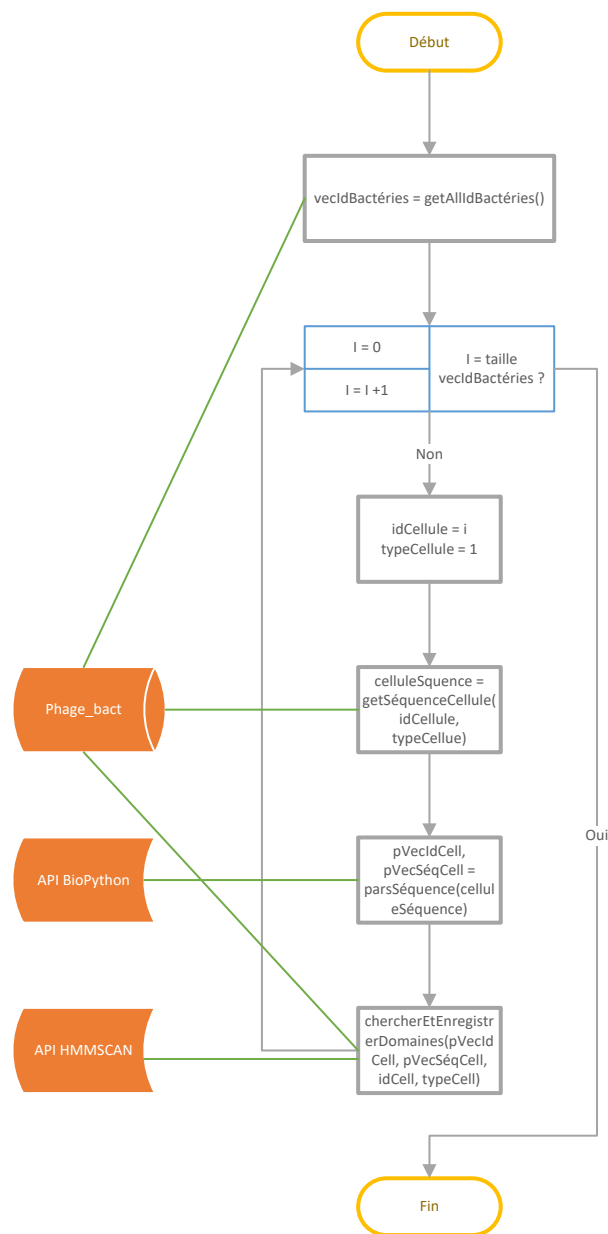 Début
vecIdBactéries = getAllIdBactéries()
I = 0
I = I +1
I = taille
vecIdBactéries ?
Non
idCellule = i
typeCellule = 1
Phage_bact
celluleSquence =
getSéquenceCellule(
idCellule,
typeCellue)
Oui
API BioPython
pVecIdCell,
pVecSéqCell =
parsSéquence(cellul
eSéquence)
API HMMSCAN
chercherEtEnregistr
erDomaines(pVecId
Cell, pVecSéqCell,
idCell, typeCell)
Fin